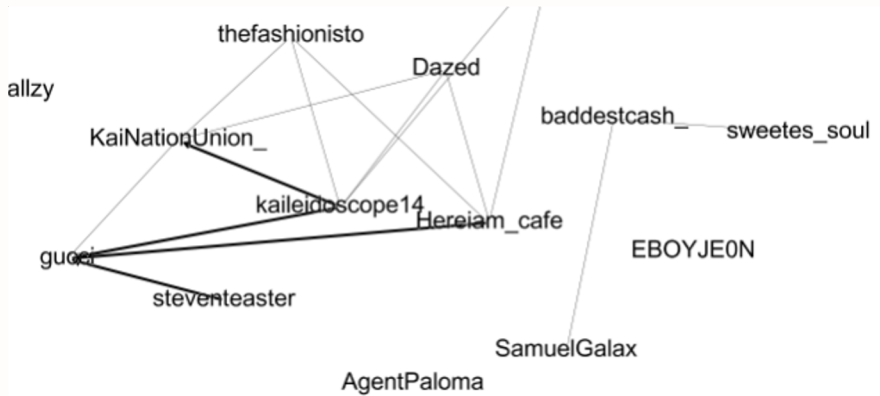 thefashionisto
Dazed
allzy
baddestcash_
sweetes_soul
KaiNationUnion_
kaileidoscope14
Hereiam_cafe
EBOYJE0N
gucci
steventeaster
SamuelGalax
AgentPaloma